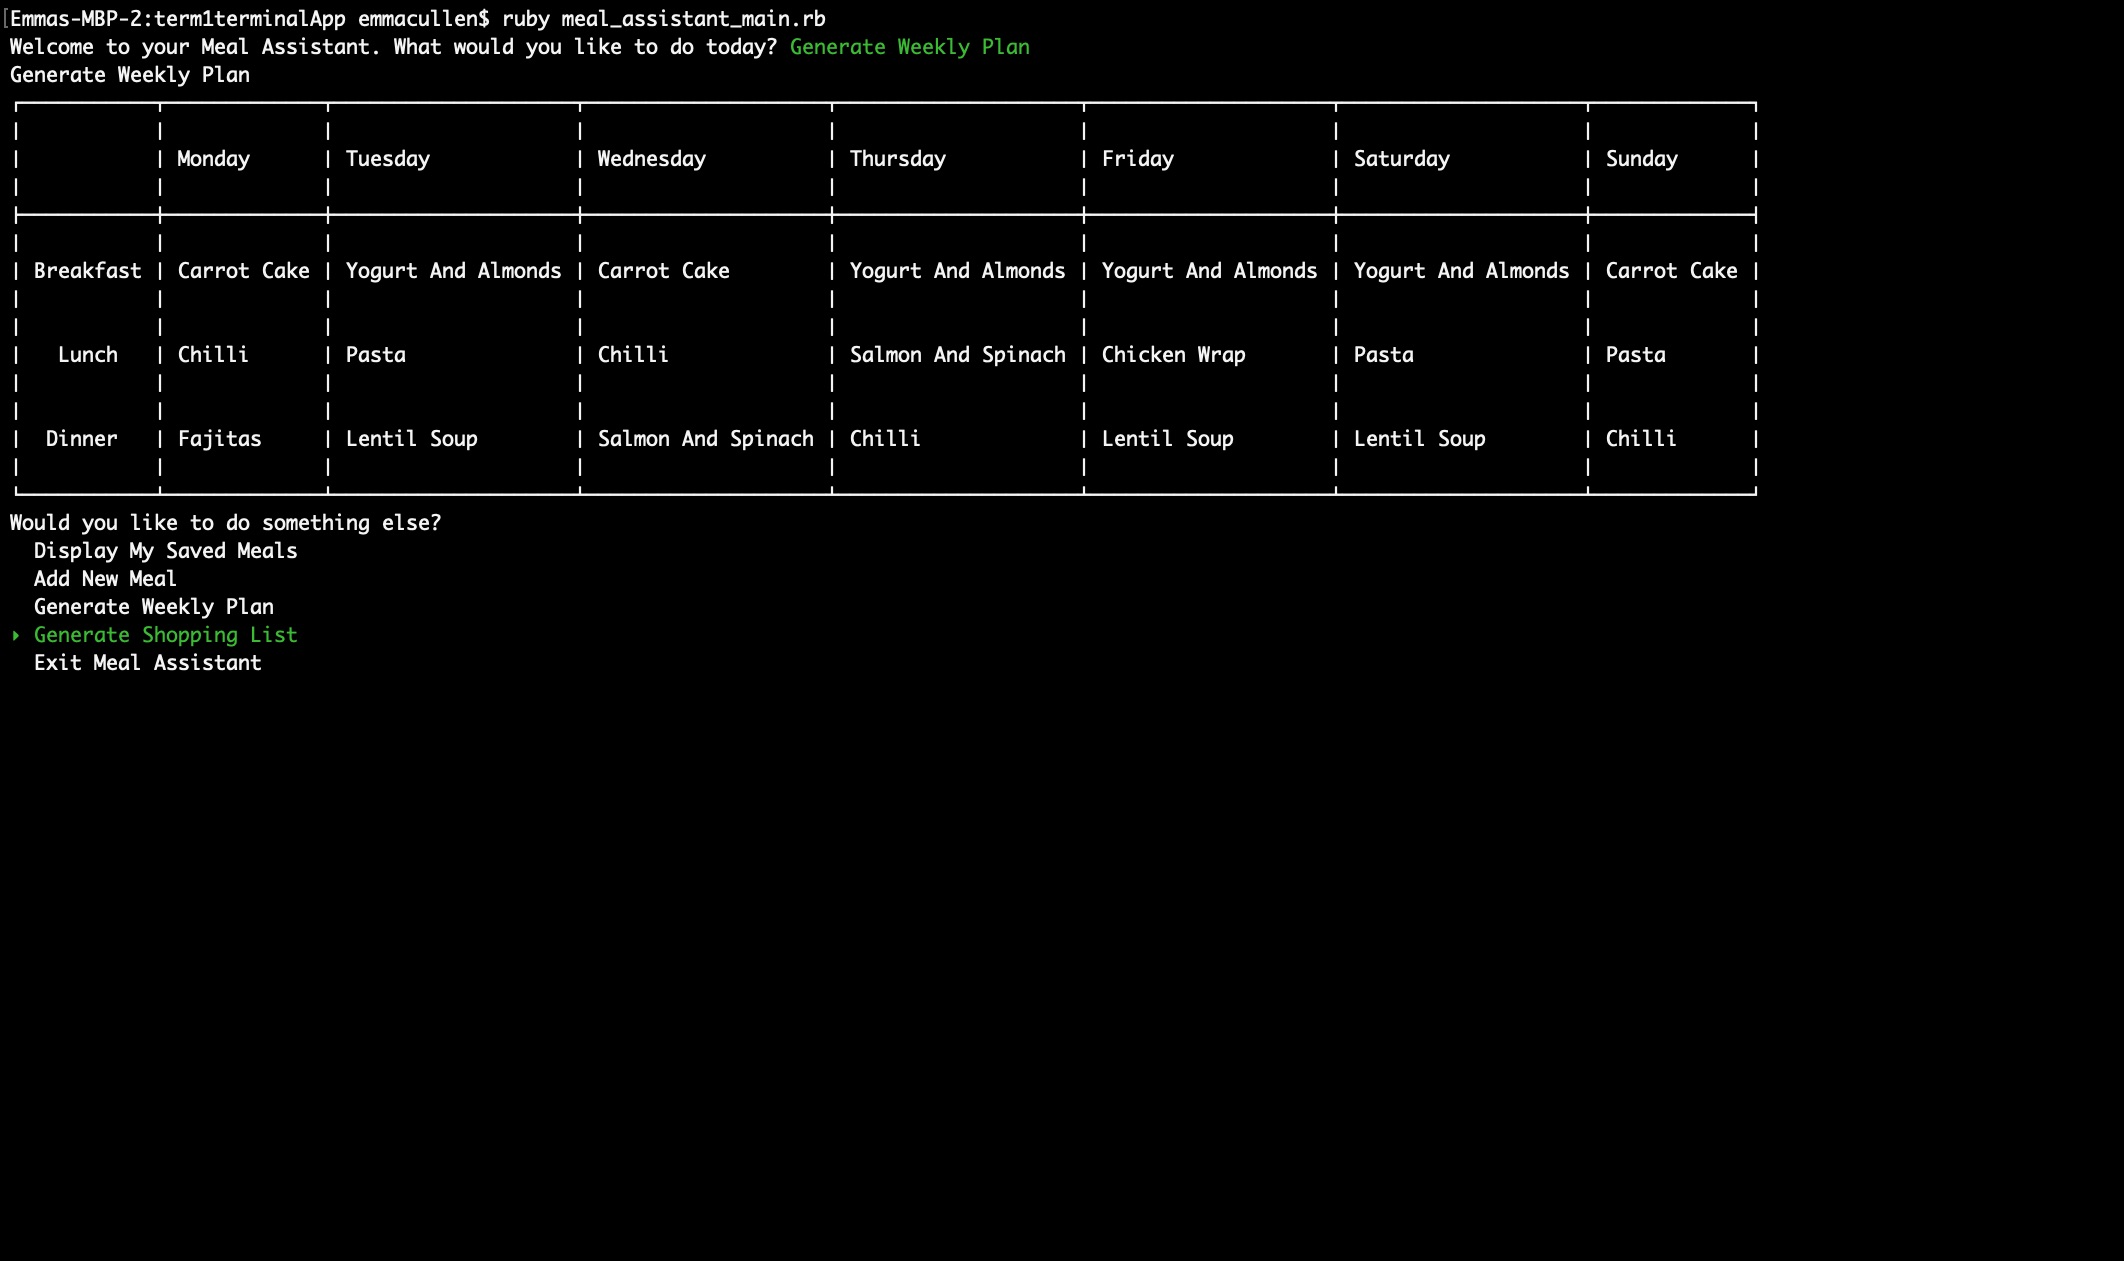 Emmas-MBP-2:term1terminalApp emmacullen$ ruby meal_assistant_main.rb
Welcome to your Meal Assistant. What would you like to do today? Generate Weekly Plan
Generate Weekly Plan
Monday Tuesday Wednesday Thursday Friday Saturday Sunday
Breakfast Carrot Cake Yogurt And Almonds Carrot Cake Yogurt And Almonds Yogurt And Almonds Yogurt And Almonds Carrot Cake
Lunch Chilli Pasta Chilli Salmon And Spinach Chicken Wrap Pasta Pasta
Dinner Fajitas Lentil Soup Salmon And Spinach Chilli Lentil Soup Lentil Soup Chilli
Would you like to do something else?
Display My Saved Meals
Add New Meal
Generate Weekly Plan
‣ Generate Shopping List
Exit Meal Assistant